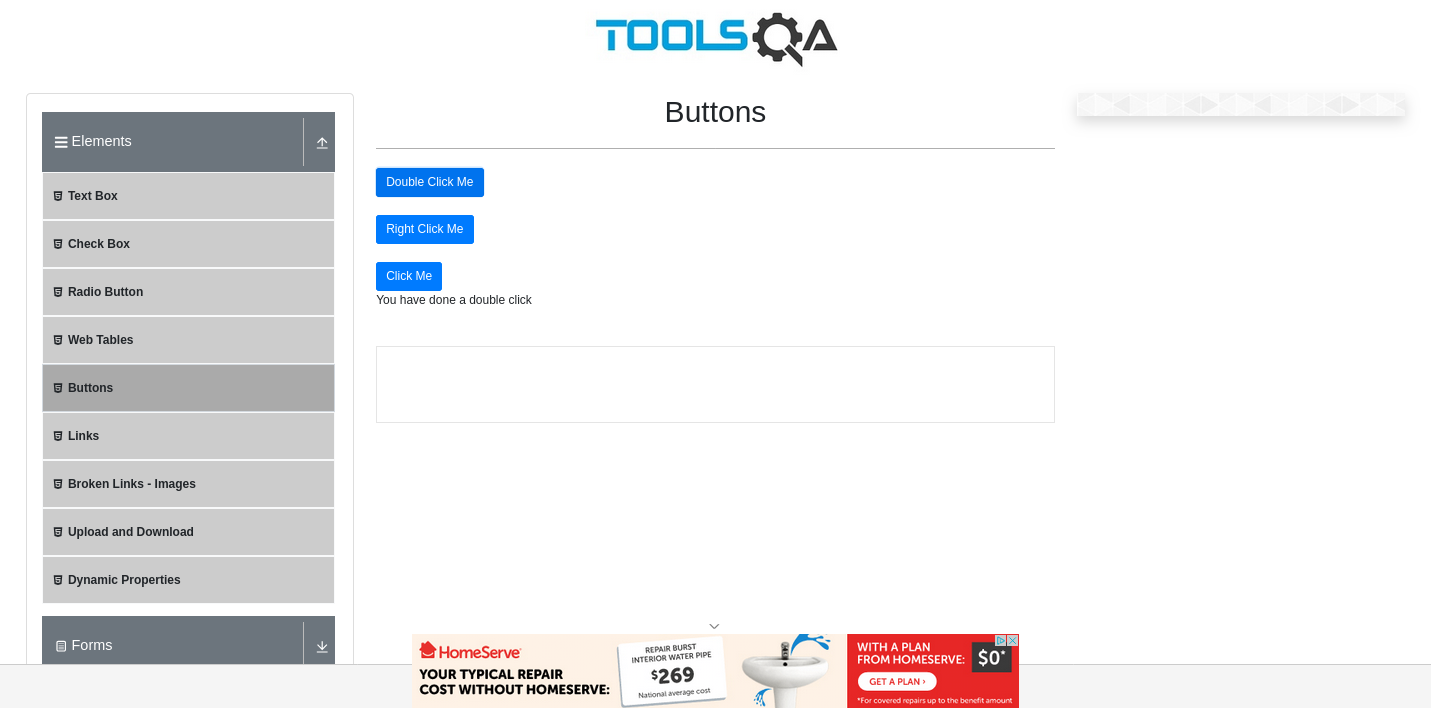 TOOLSQA
Elements
Text Box
Check Box
Radio Button
Web Tables
Buttons
Links
Broken Links - Images
Upload and Download
Dynamic Properties
Forms
Buttons
Double Click Me
Right Click Me
Click Me
You have done a double click
HomeServe
YOUR TYPICAL REPAIR
COST WITHOUT HOMESERVE:
REPAIR BURST
INTERIOR WATER PIPE
$269
National average cost
WITH A PLAN
FROM HOMESERVE:
$0*
GET A PLAN ›
*For covered repairs up to the benefit amount